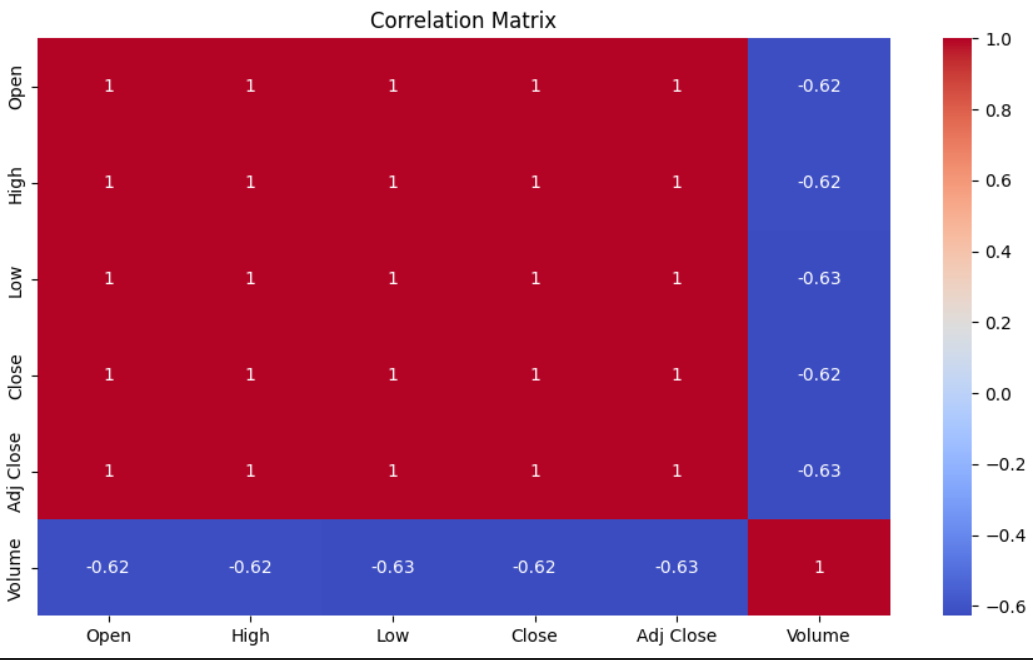 Correlation Matrix
Open 1 1 1 1 1 -0.62
High 1 1 1 1 1 -0.62
Low 1 1 1 1 1 -0.63
Close 1 1 1 1 1 -0.62
Adj Close 1 1 1 1 1 -0.63
Volume -0.62 -0.62 -0.63 -0.62 -0.63 1
Open High Low Close Adj Close Volume
1.0
0.8
0.6
0.4
0.2
0.0
−0.2
−0.4
−0.6